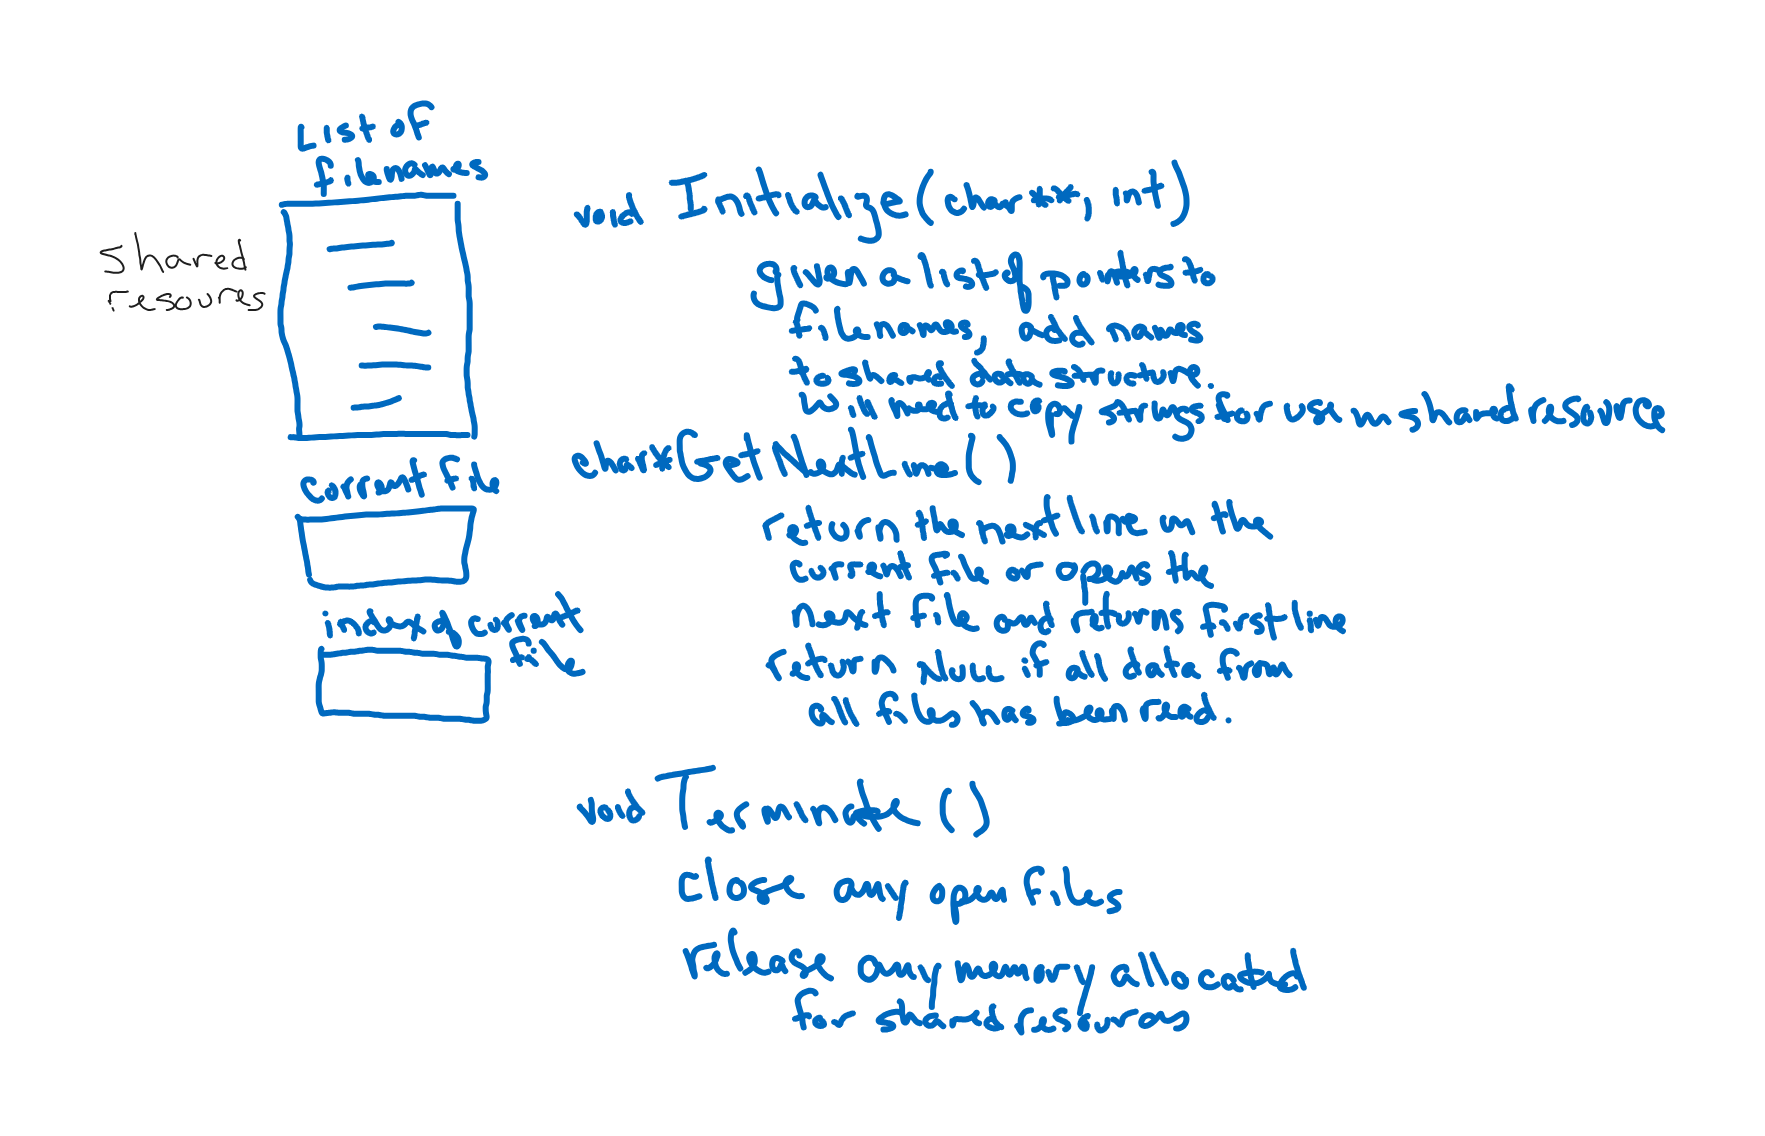 List of
filenames
shared
resoures
current file
index of current
file
void Initialize(char**, int)
given a list of pointers to
filenames, add names
to shared data structure.
Will need to copy strings for use in shared resource
char* GetNextLine()
return the next line in the
current file or opens the
next file and returns first line
return NULL if all data from
all files has been read.
void Terminate()
close any open files
release any memory allocated
for shared resources